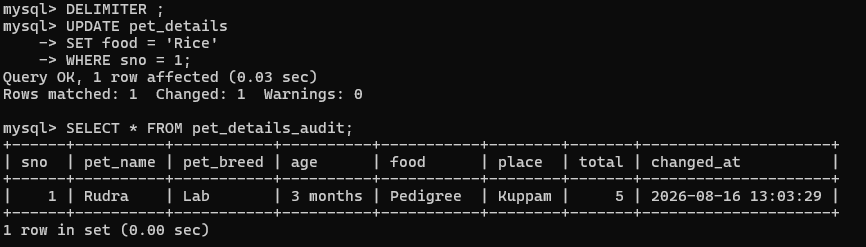 mysql> DELIMITER ;
mysql> UPDATE pet_details
    -> SET food = 'Rice'
    -> WHERE sno = 1;
Query OK, 1 row affected (0.03 sec)
Rows matched: 1  Changed: 1  Warnings: 0

mysql> SELECT * FROM pet_details_audit;
+------+----------+-----------+----------+-----------+--------+-------+---------------------+
| sno  | pet_name | pet_breed | age      | food      | place  | total | changed_at          |
+------+----------+-----------+----------+-----------+--------+-------+---------------------+
|    1 | Rudra    | Lab       | 3 months | Pedigree  | Kuppam |     5 | 2026-08-16 13:03:29 |
+------+----------+-----------+----------+-----------+--------+-------+---------------------+
1 row in set (0.00 sec)